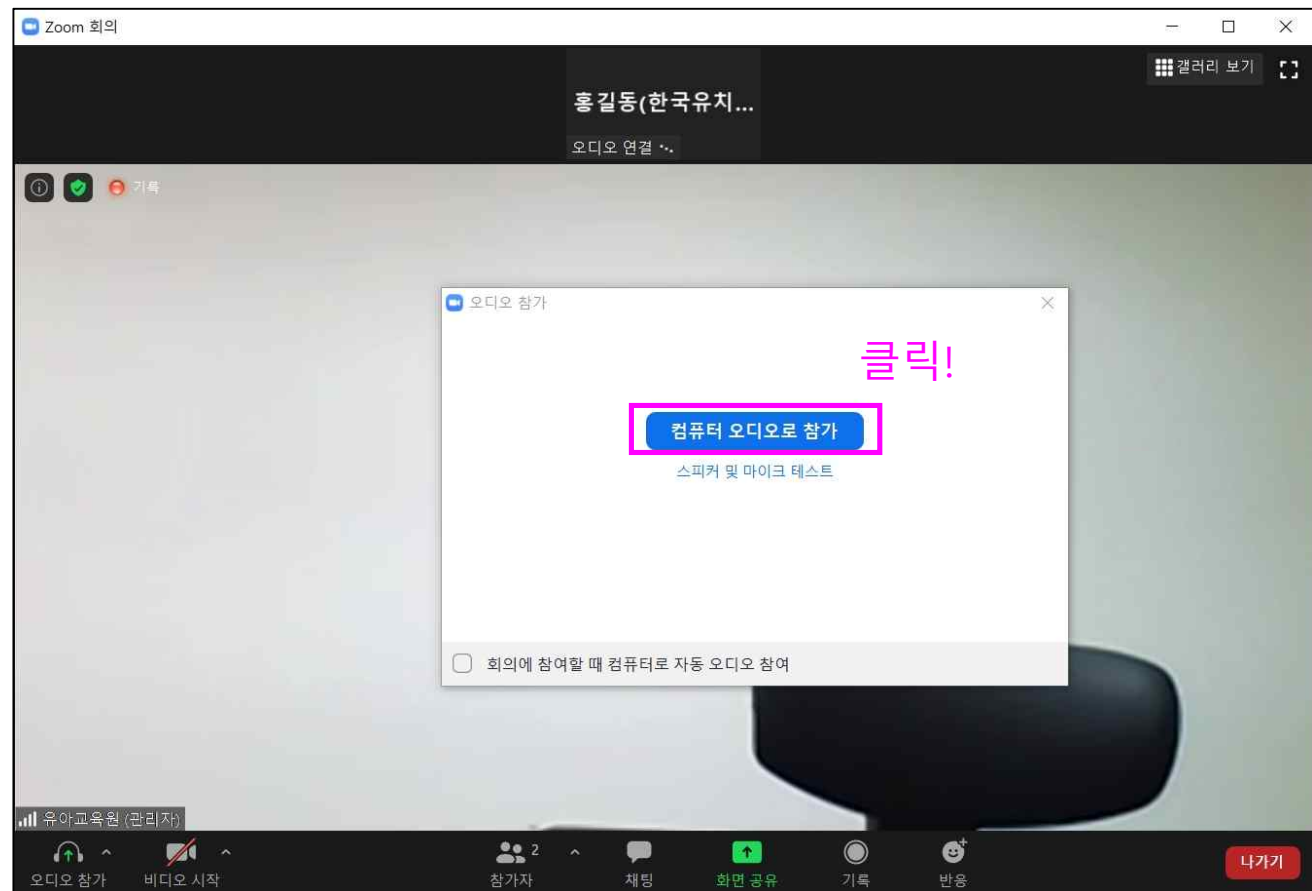 Zoom 회의
갤러리 보기
홍길동(한국유치...
오디오 연결
기록
오디오 참가
클릭!
컴퓨터 오디오로 참가
스피커 및 마이크 테스트
회의에 참여할 때 컴퓨터로 자동 오디오 참여
유아교육원 (관리자)
오디오 참가 비디오 시작 참가자 2 채팅 화면 공유 기록 반응 나가기